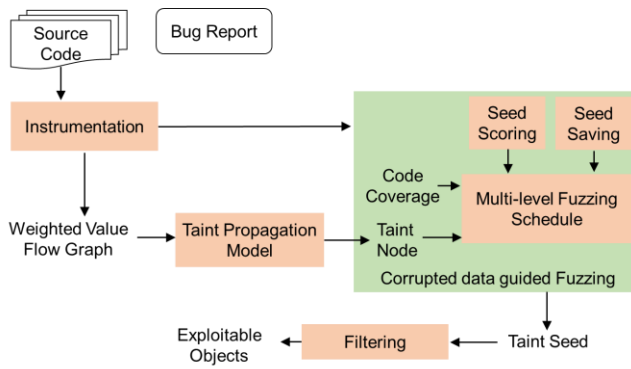 Source
Code
Bug Report
Instrumentation
Seed
Scoring
Seed
Saving
Code
Coverage
Multi-level Fuzzing
Schedule
Weighted Value
Flow Graph
Taint Propagation
Model
Taint
Node
Corrupted data guided Fuzzing
Exploitable
Objects
Filtering
Taint Seed